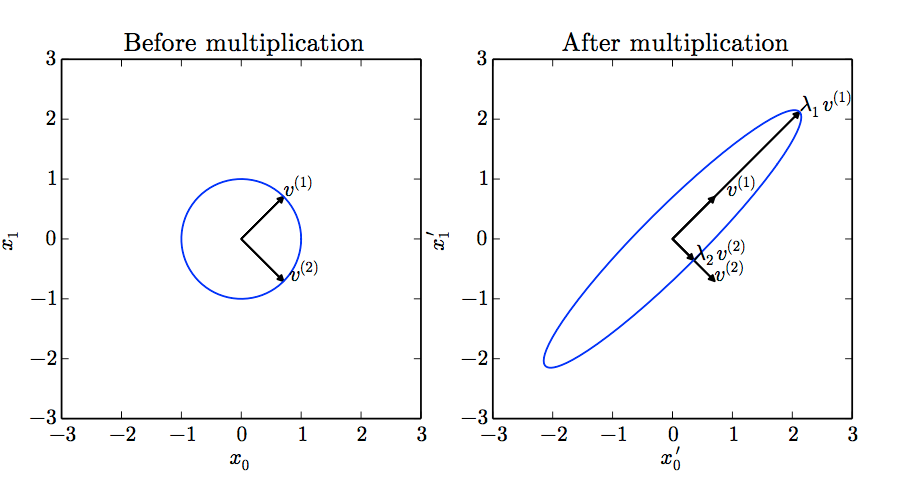 Before multiplication
3
2
1
0
−1
−2
−3
−3 −2 −1 0 1 2 3
x₀
x₁
v⁽¹⁾
v⁽²⁾
After multiplication
3
2
1
0
−1
−2
−3
−3 −2 −1 0 1 2 3
x₀′
x₁′
λ₁ v⁽¹⁾
v⁽¹⁾
λ₂ v⁽²⁾
v⁽²⁾